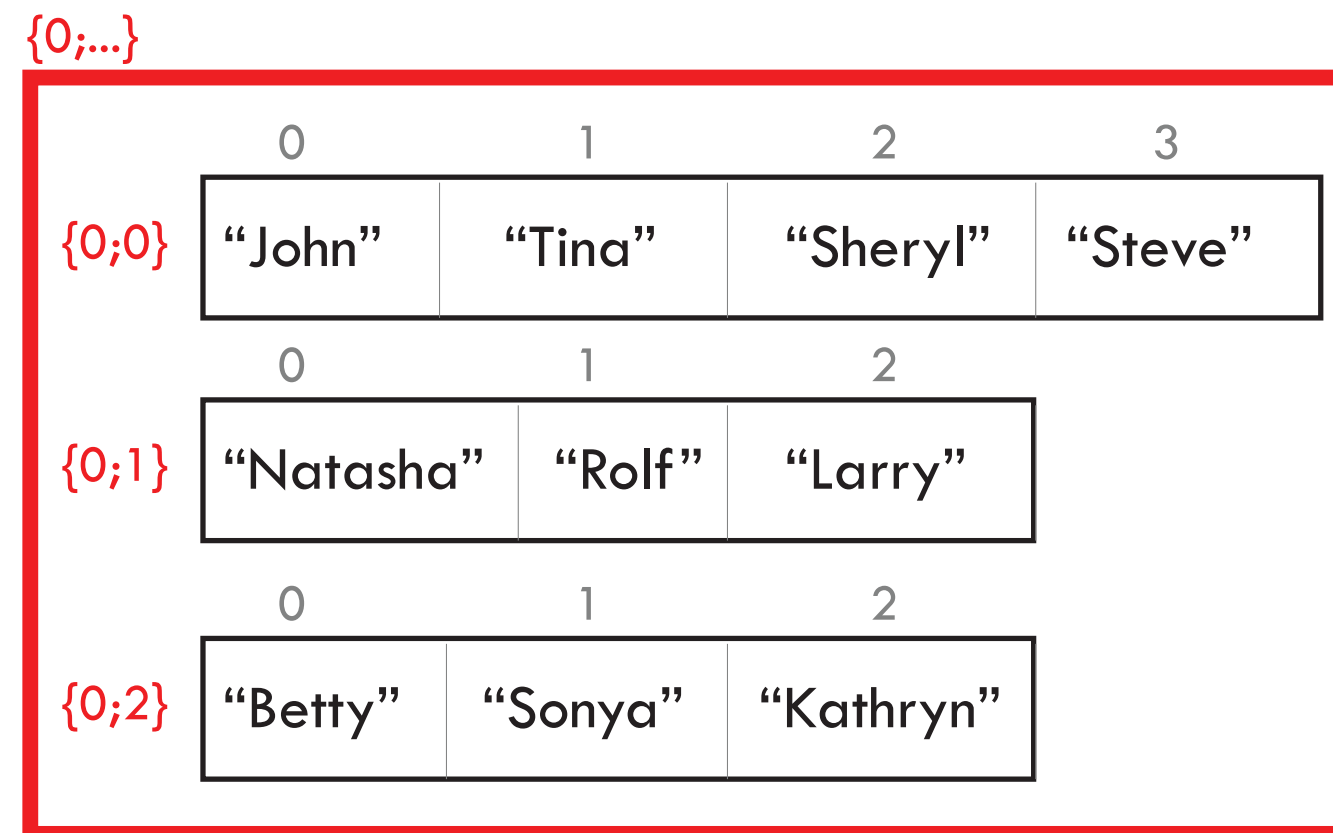 {0;...}
0 1 2 3
{0;0} “John” “Tina” “Sheryl” “Steve”
0 1 2
{0;1} “Natasha” “Rolf” “Larry”
0 1 2
{0;2} “Betty” “Sonya” “Kathryn”